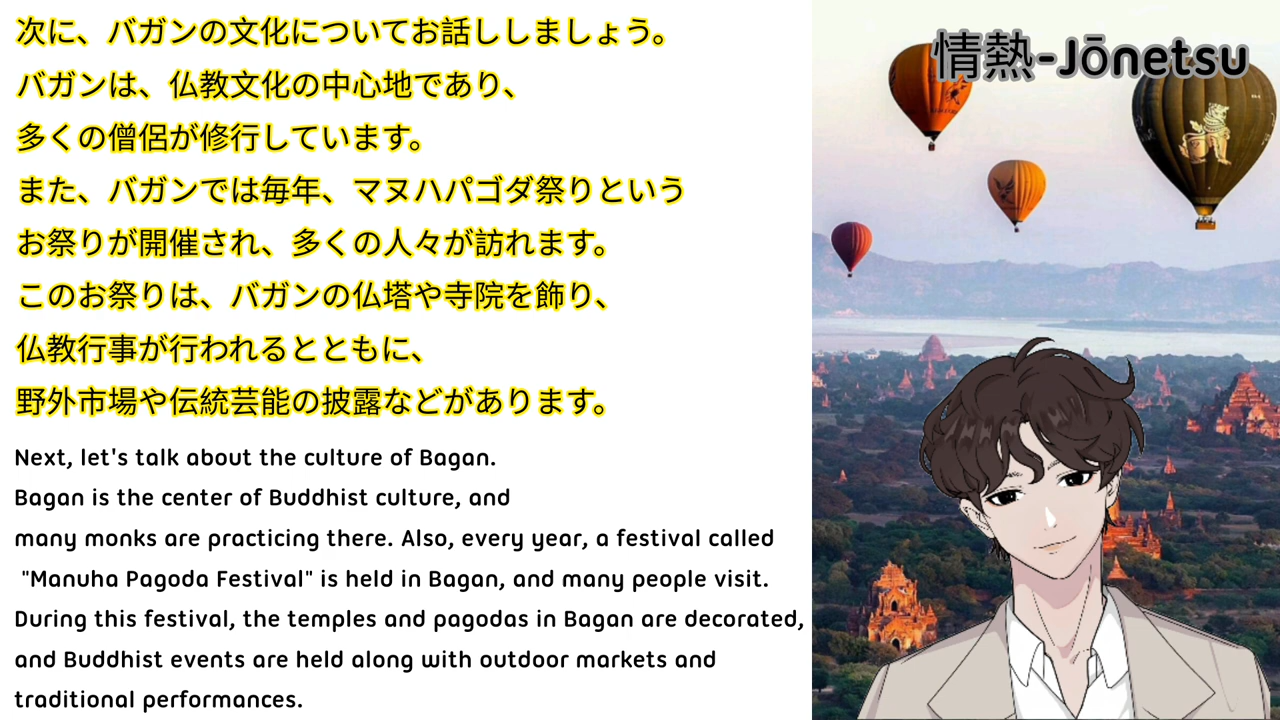 次に、バガンの文化についてお話ししましょう。
バガンは、仏教文化の中心地であり、
多くの僧侶が修行しています。
また、バガンでは毎年、マヌハパゴダ祭りという
お祭りが開催され、多くの人々が訪れます。
このお祭りは、バガンの仏塔や寺院を飾り、
仏教行事が行われるとともに、
野外市場や伝統芸能の披露などがあります。
Next, let's talk about the culture of Bagan.
Bagan is the center of Buddhist culture, and
many monks are practicing there. Also, every year, a festival called
"Manuha Pagoda Festival" is held in Bagan, and many people visit.
During this festival, the temples and pagodas in Bagan are decorated,
and Buddhist events are held along with outdoor markets and
traditional performances.
情熱-Jōnetsu